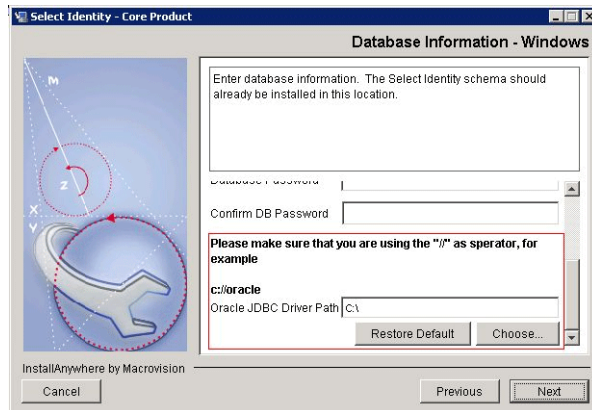 Select Identity - Core Product
Database Information - Windows
Enter database information. The Select Identity schema should
already be installed in this location.
Database Password
Confirm DB Password
Please make sure that you are using the "//" as sperator, for
example
c://oracle
Oracle JDBC Driver Path C:\
Restore Default Choose...
M
Z
X
Y
InstallAnywhere by Macrovision
Cancel Previous Next